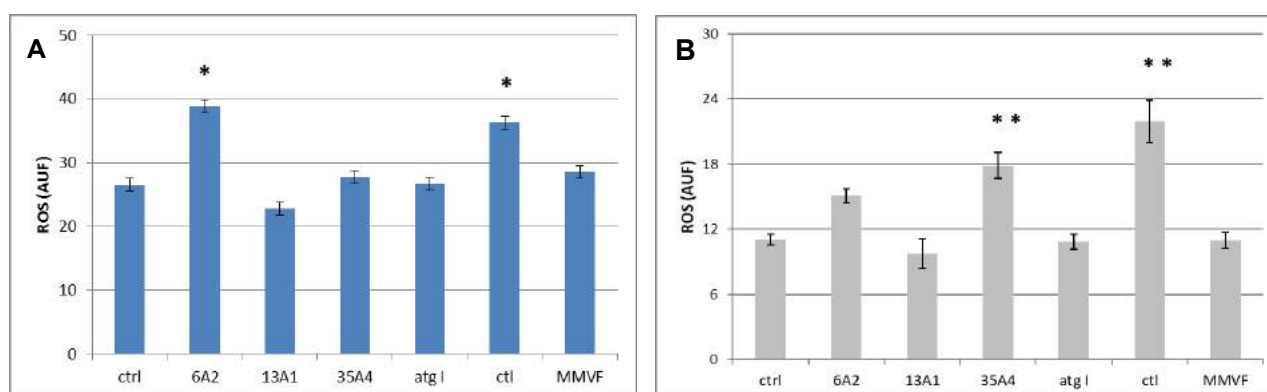 A
ROS (AUF)
50
40
30
20
10
0
*
*
ctrl 6A2 13A1 35A4 atg I ctl MMVF
B
ROS (AUF)
30
24
18
12
6
0
* *
* *
ctrl 6A2 13A1 35A4 atg I ctl MMVF